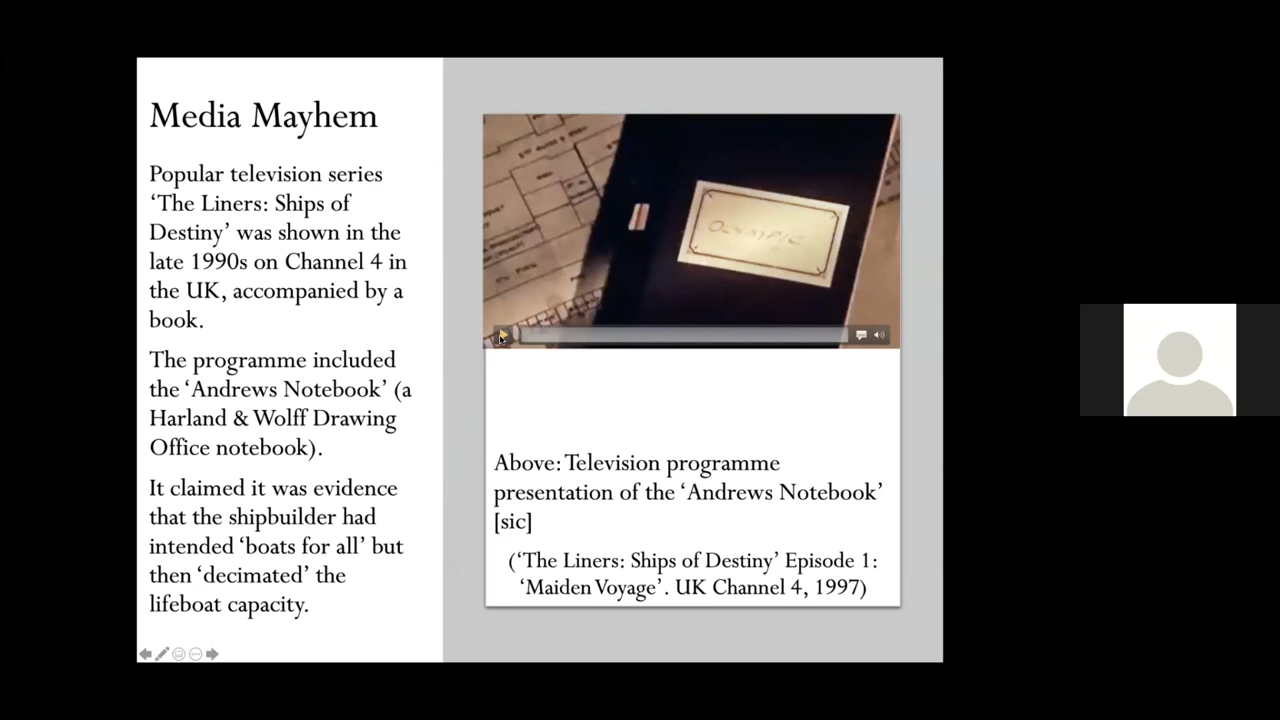 Media Mayhem
Popular television series
‘The Liners: Ships of
Destiny’ was shown in the
late 1990s on Channel 4 in
the UK, accompanied by a
book.
The programme included
the ‘Andrews Notebook’ (a
Harland & Wolff Drawing
Office notebook).
It claimed it was evidence
that the shipbuilder had
intended ‘boats for all’ but
then ‘decimated’ the
lifeboat capacity.
OLYMPIC
Above: Television programme
presentation of the ‘Andrews Notebook’
[sic]
(‘The Liners: Ships of Destiny’ Episode 1:
‘Maiden Voyage’. UK Channel 4, 1997)